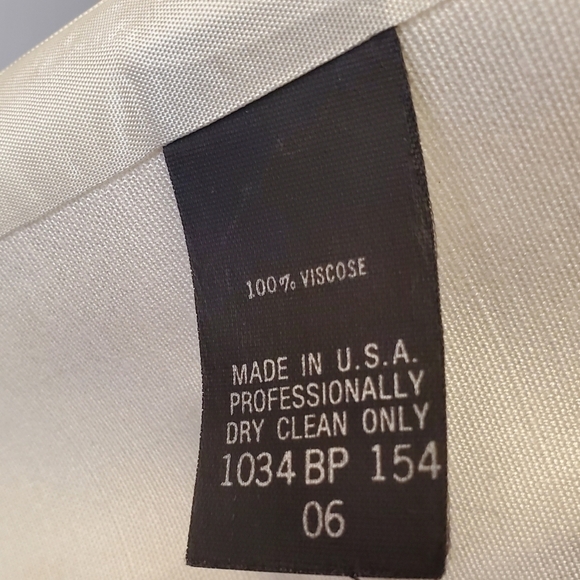 100% VISCOSE
MADE IN U.S.A.
PROFESSIONALLY
DRY CLEAN ONLY
1034 BP 154
06